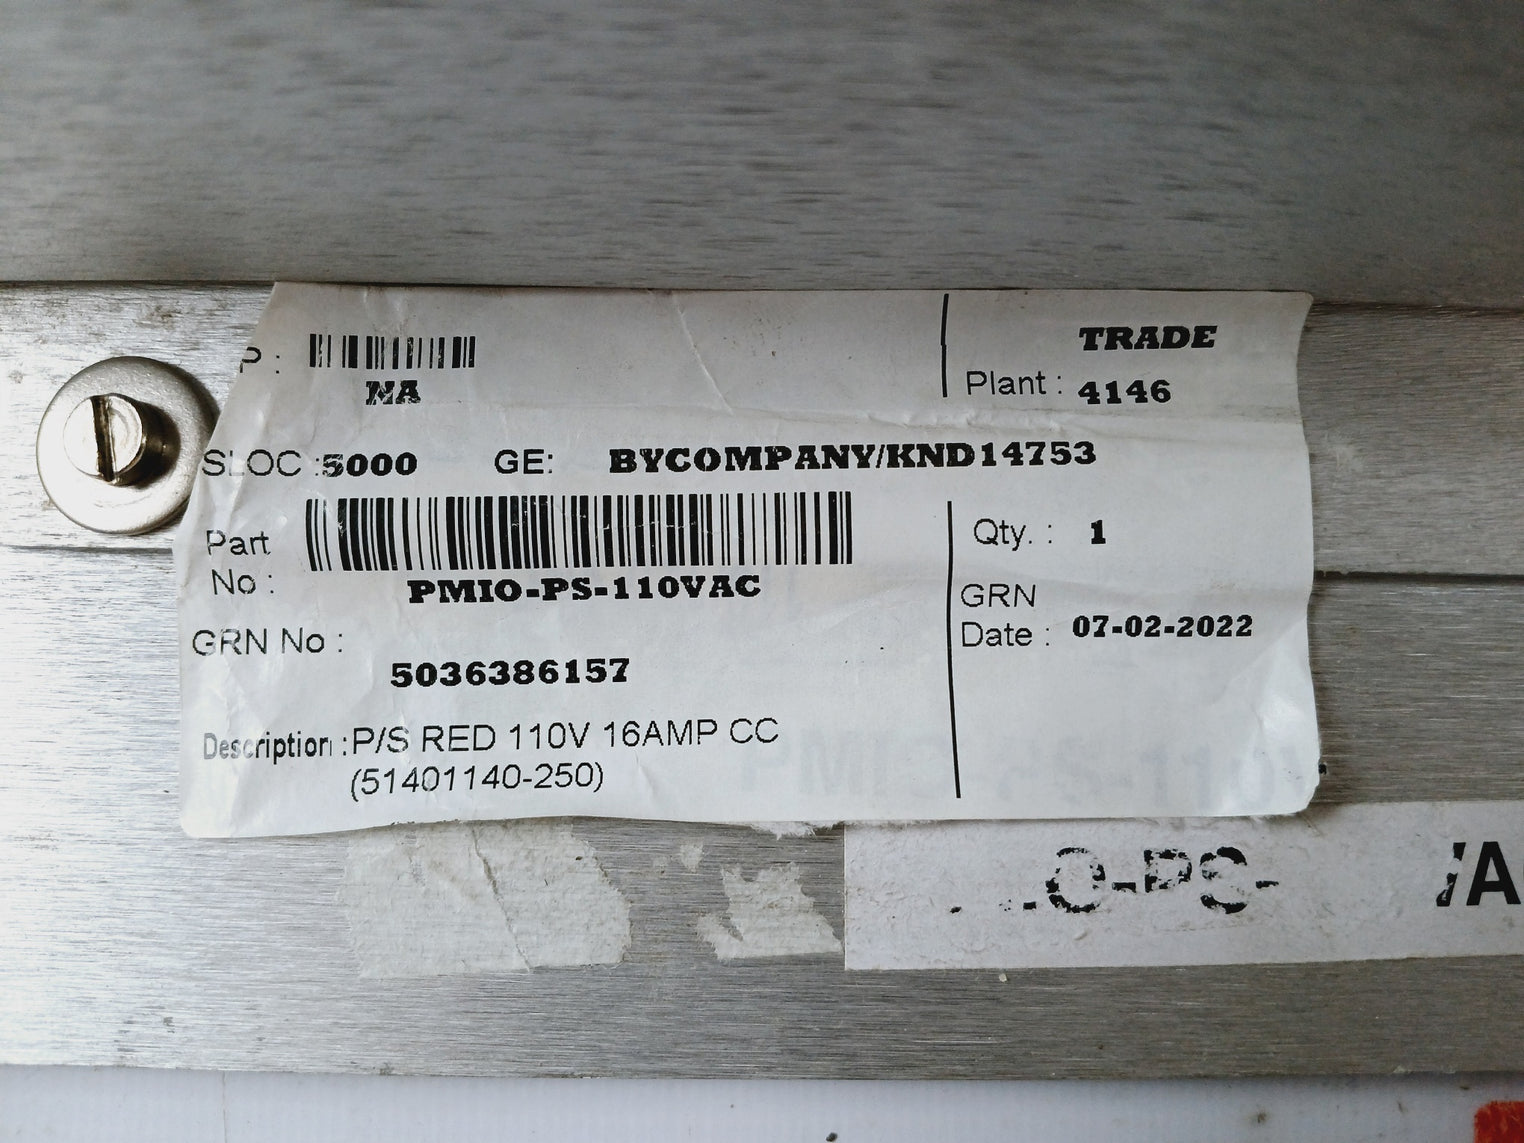 P :
NA
TRADE
Plant : 4146
SLOC :5000 GE: BYCOMPANY/KND14753
Part
No :
PMIO-PS-110VAC
Qty. : 1
GRN No :
5036386157
GRN
Date : 07-02-2022
Description :P/S RED 110V 16AMP CC
(51401140-250)
O-PS-